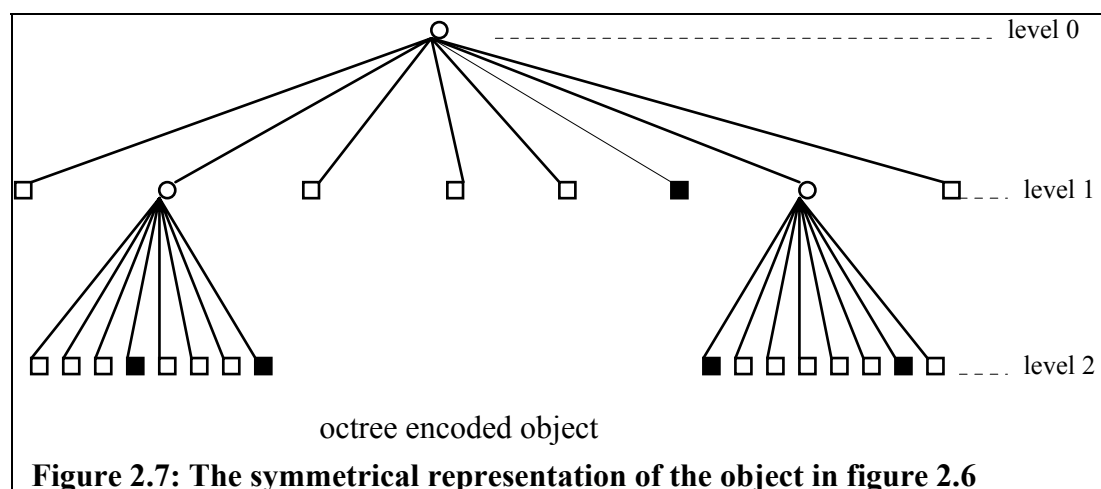 level 0
level 1
level 2
octree encoded object
Figure 2.7: The symmetrical representation of the object in figure 2.6